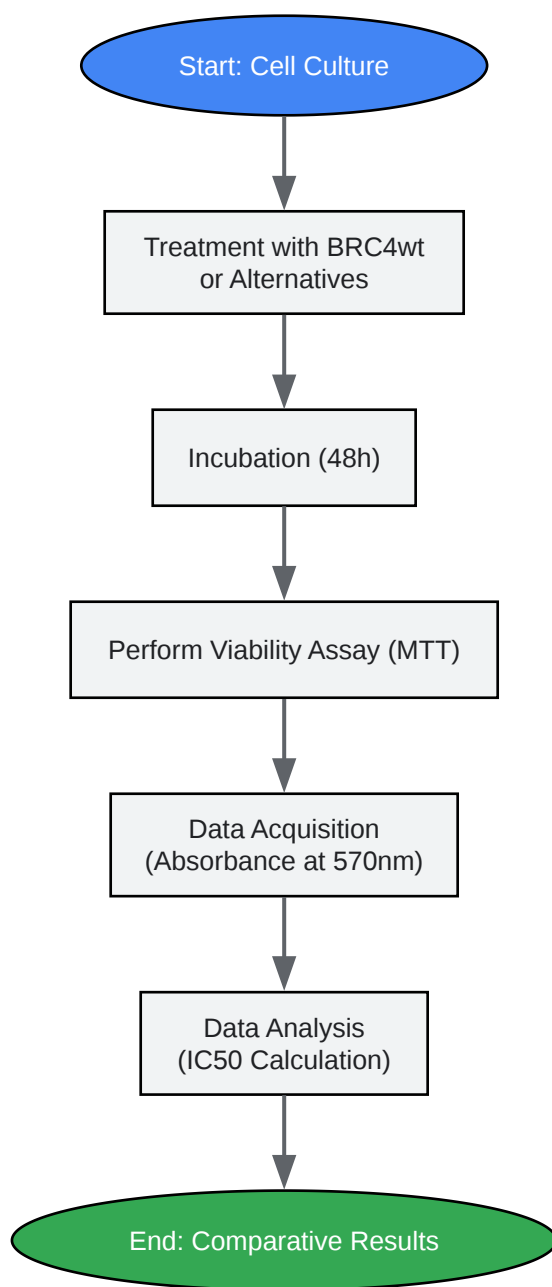 Start: Cell Culture
Treatment with BRC4wt
or Alternatives
Incubation (48h)
Perform Viability Assay (MTT)
Data Acquisition
(Absorbance at 570nm)
Data Analysis
(IC50 Calculation)
End: Comparative Results